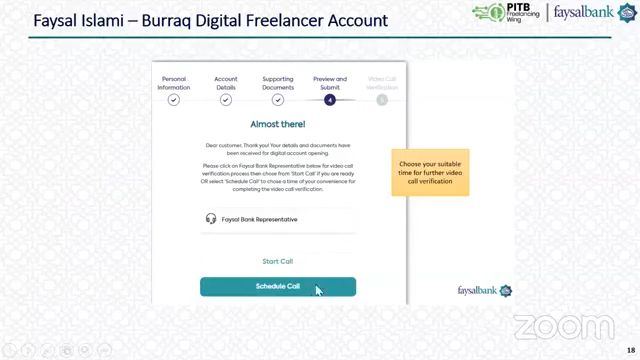 Faysal Islami – Burraq Digital Freelancer Account
PITB
Freelancing
Wing
faysalbank
Personal
Information
Account
Details
Supporting
Documents
Preview and
Submit
Video Call
Verification
4
5
Almost there!
Dear customer, Thank you! Your details and documents have
been received for digital account opening.
Please click on Faysal Bank Representative below for video call
verification process then chose from 'Start Call' if you are ready
OR select 'Schedule Call' to chose a time of your convenience for
completing the video call verification.
Faysal Bank Representative
Start Call
Schedule Call
Choose your suitable
time for further video
call verification
faysalbank
zoom
18